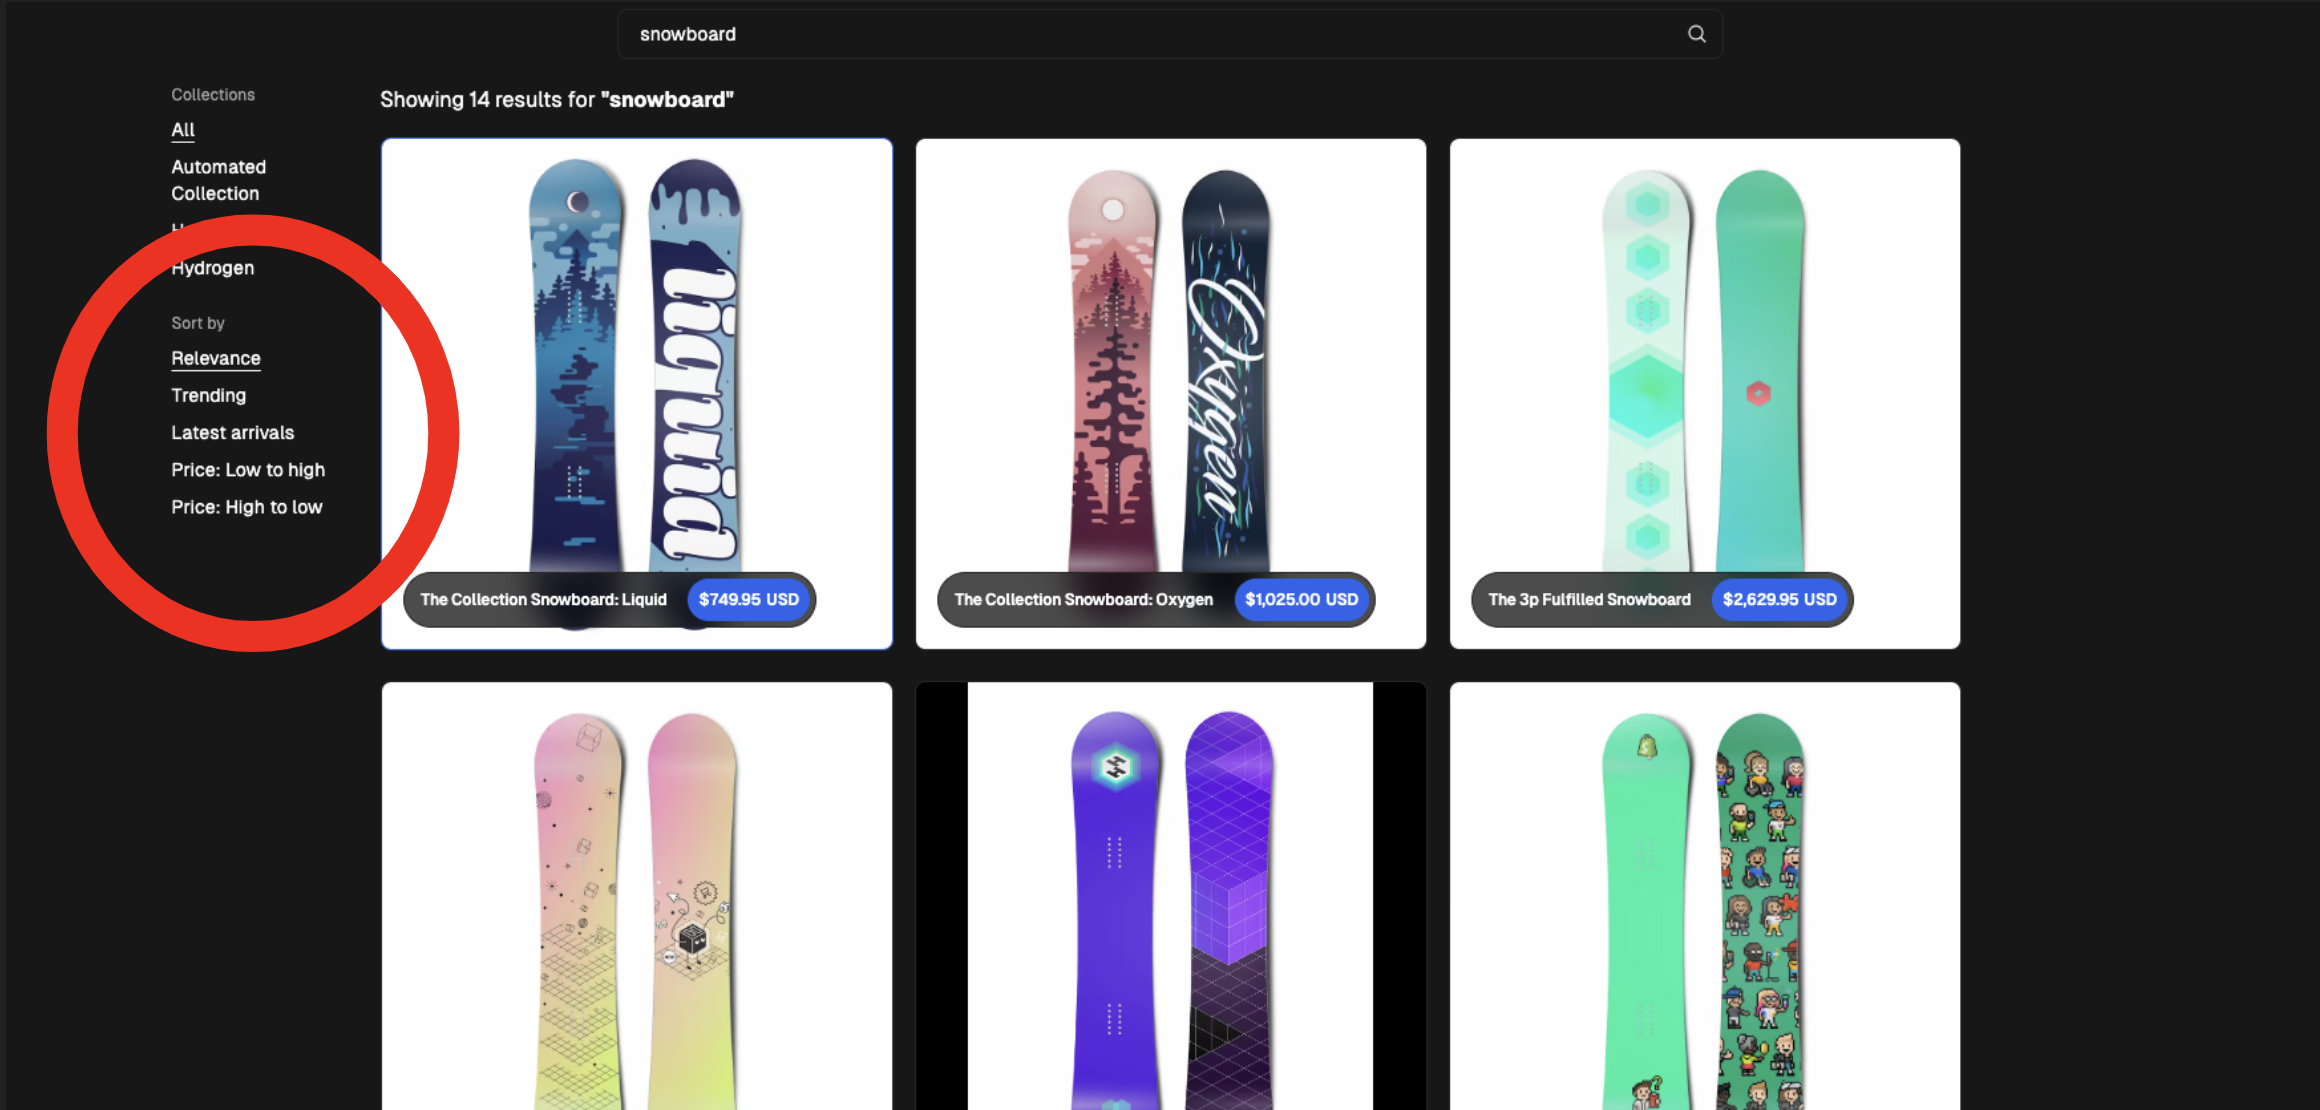 snowboard
Collections
All
Automated
Collection
Hydrogen
Sort by
Relevance
Trending
Latest arrivals
Price: Low to high
Price: High to low
Showing 14 results for "snowboard"
liquid
Oxygen
The Collection Snowboard: Liquid $749.95 USD
The Collection Snowboard: Oxygen $1,025.00 USD
The 3p Fulfilled Snowboard $2,629.95 USD